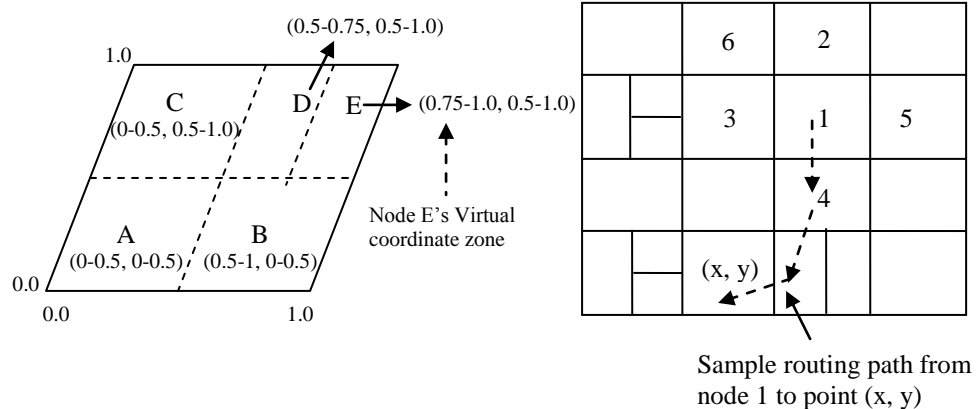 (0.5-0.75, 0.5-1.0)
1.0
C
(0-0.5, 0.5-1.0)
D
E
(0.75-1.0, 0.5-1.0)
Node E's Virtual
coordinate zone
A
(0-0.5, 0-0.5)
B
(0.5-1, 0-0.5)
0.0
0.0
1.0
6
2
3
1
5
4
(x, y)
Sample routing path from
node 1 to point (x, y)